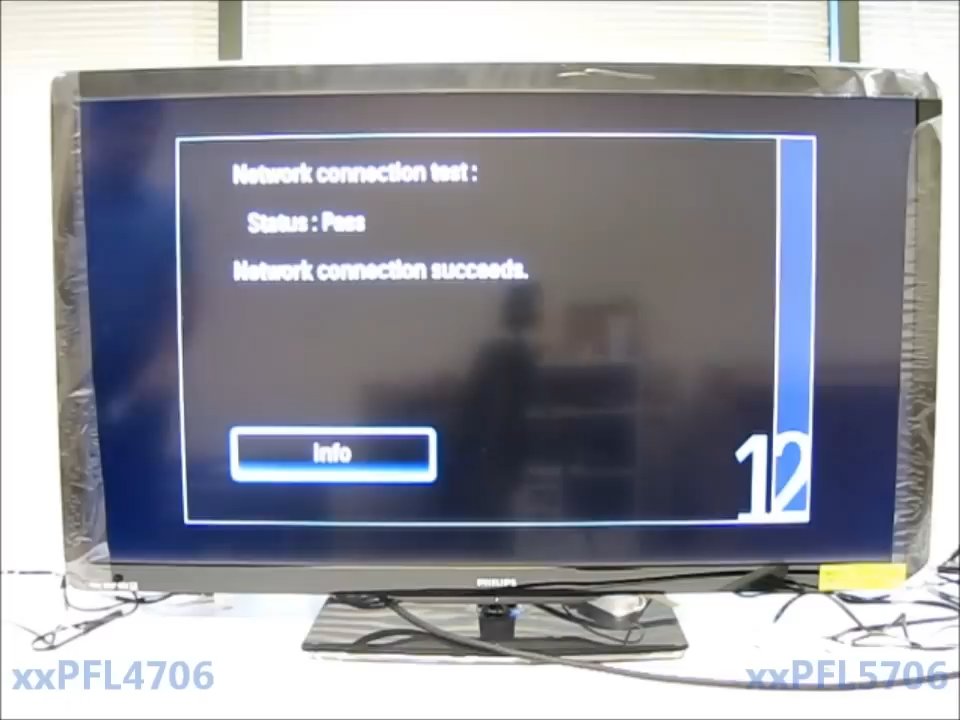 Network connection test :
Status : Pass
Network connection succeeds.
Info
12
PHILIPS
xxPFL4706
xxPFL5706